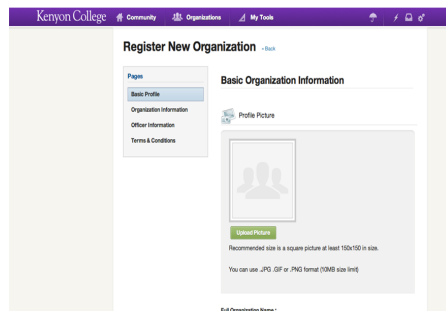 Kenyon College Community Organizations My Tools
Register New Organization « Back
Pages
Basic Profile
Organization Information
Officer Information
Terms & Conditions
Basic Organization Information
Profile Picture
Upload Picture
Recommended size is a square picture at least 150x150 in size.
You can use .JPG .GIF or .PNG format (10MB size limit)
Full Organization Name *